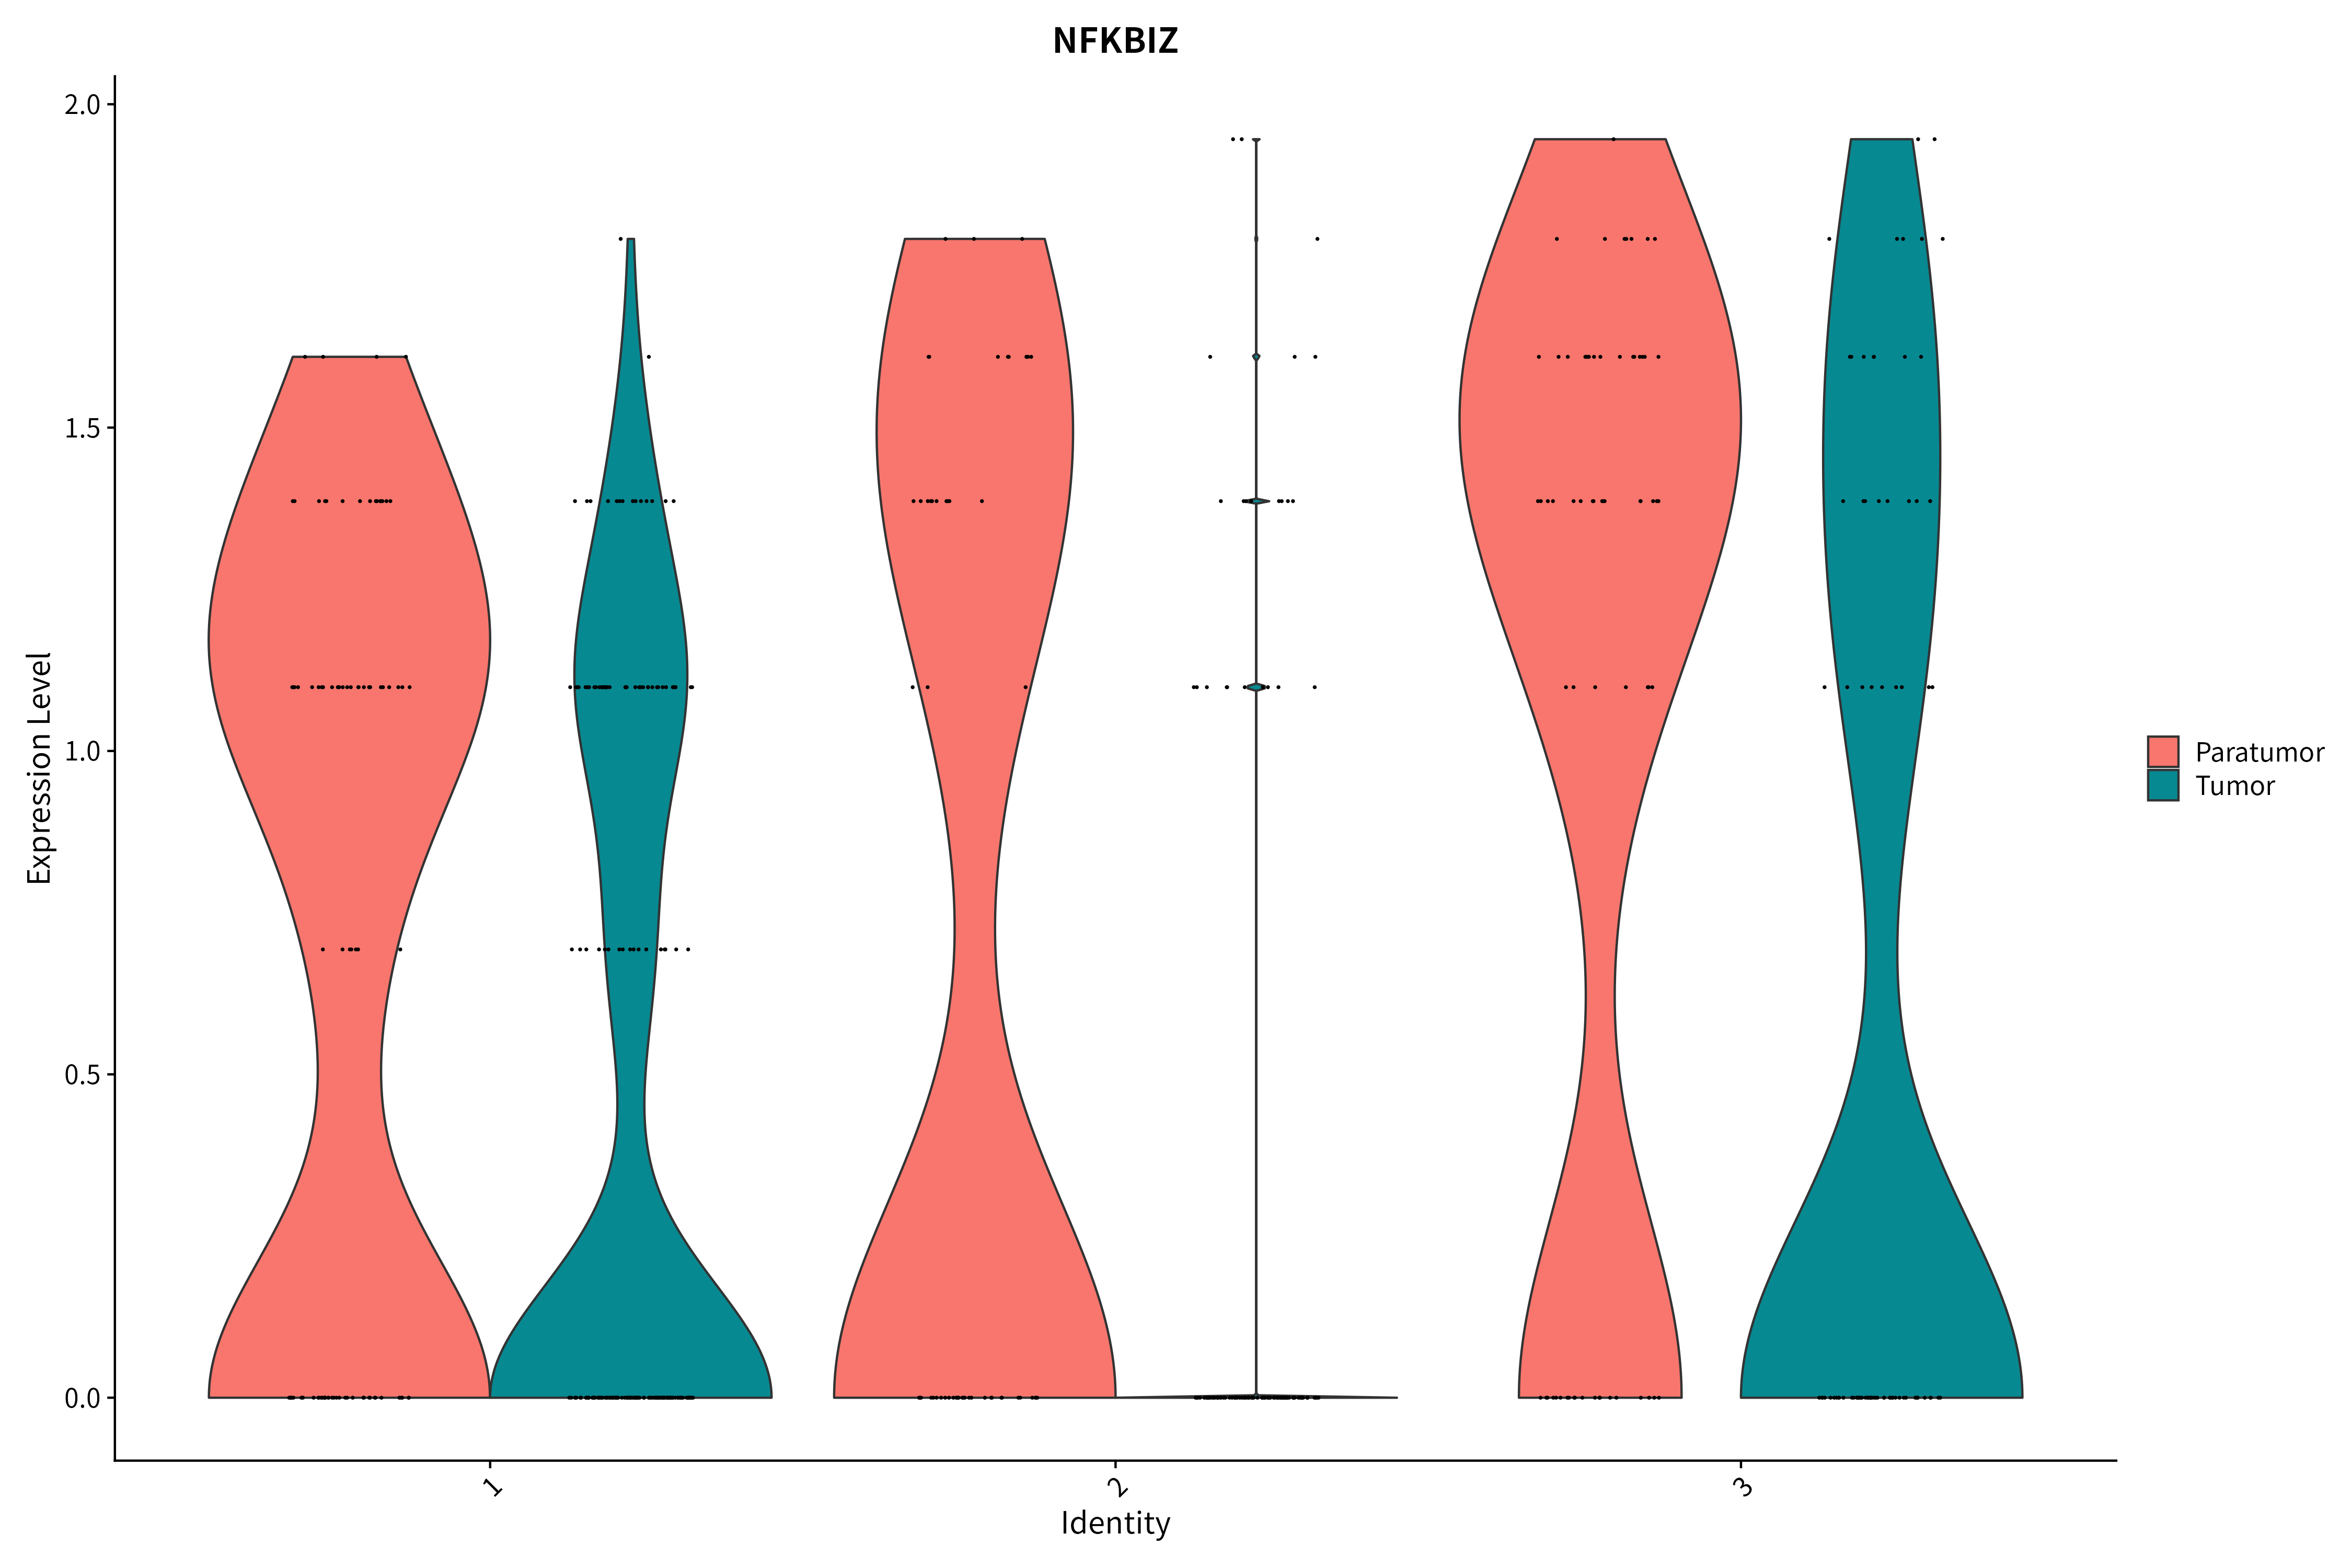 NFKBIZ
2.0
1.5
1.0
0.5
0.0
Expression Level
1
2
3
Identity
Paratumor
Tumor